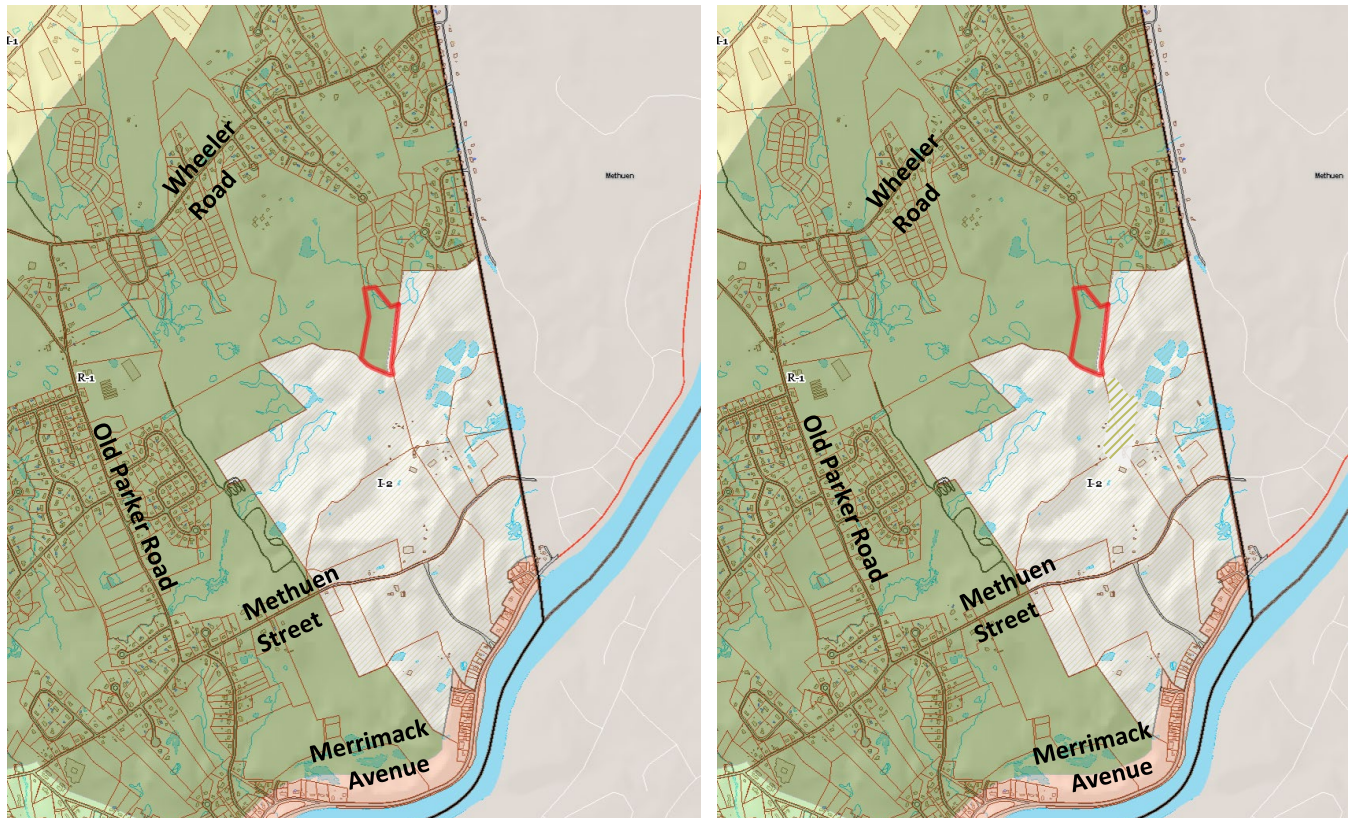 I-1
Wheeler
Road
Methuen
R-1
Old Parker Road
I-2
Methuen
Street
Merrimack
Avenue
I-1
Wheeler
Road
Methuen
R-1
Old Parker Road
I-2
Methuen
Street
Merrimack
Avenue